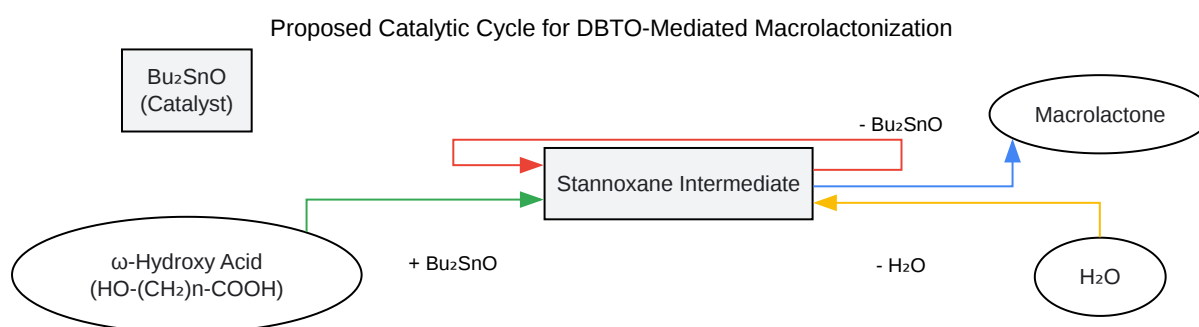 Proposed Catalytic Cycle for DBTO-Mediated Macrolactonization
Bu₂SnO
(Catalyst)
- Bu₂SnO
Macrolactone
Stannoxane Intermediate
ω-Hydroxy Acid
(HO-(CH₂)n-COOH)
+ Bu₂SnO
- H₂O
H₂O